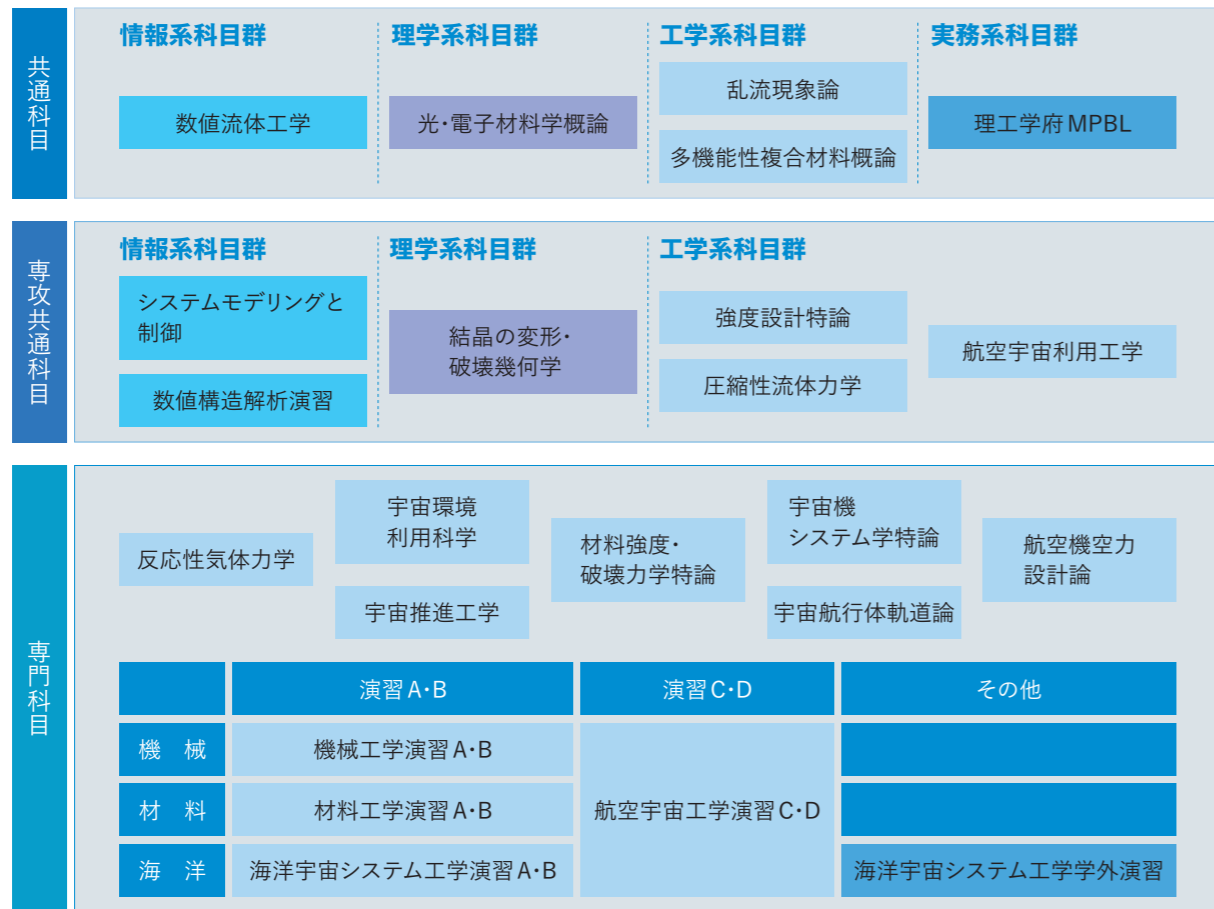 共通科目
情報系科目群
理学系科目群
工学系科目群
実務系科目群
数値流体工学
光・電子材料学概論
乱流現象論
多機能性複合材料概論
理工学府MPBL
専攻共通科目
情報系科目群
理学系科目群
工学系科目群
システムモデリングと
制御
数値構造解析演習
結晶の変形・
破壊幾何学
強度設計特論
圧縮性流体力学
航空宇宙利用工学
専門科目
反応性気体力学
宇宙環境
利用科学
宇宙推進工学
材料強度・
破壊力学特論
宇宙機
システム学特論
宇宙航行体軌道論
航空機空力
設計論
演習A・B
演習C・D
その他
機 械
機械工学演習A・B
材 料
材料工学演習A・B
航空宇宙工学演習C・D
海 洋
海洋宇宙システム工学演習A・B
海洋宇宙システム工学学外演習